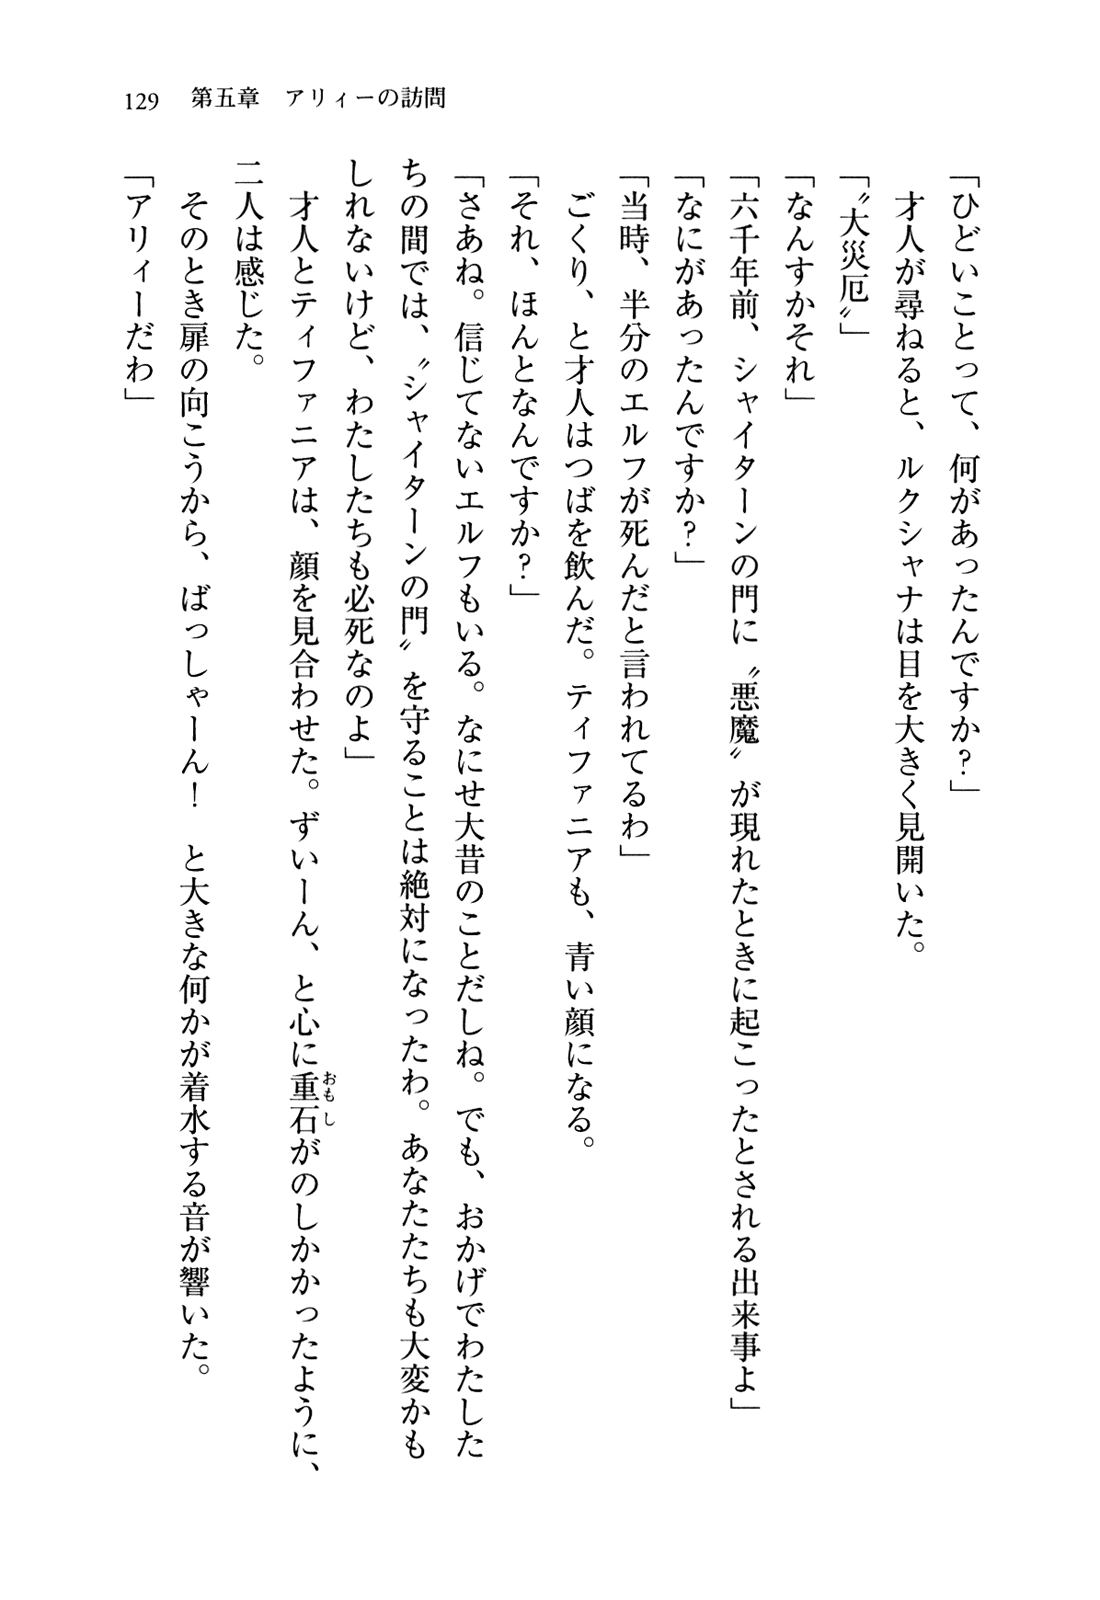 129　第五章　アリィーの訪問
「ひどいことって、何があったんですか？」
才人が尋ねると、ルクシャナは目を大きく見開いた。
「〝大災厄〟」
「なんすかそれ」
「六千年前、シャイターンの門に〝悪魔〟が現れたときに起こったとされる出来事よ」
「なにがあったんですか？」
「当時、半分のエルフが死んだと言われてるわ」
ごくり、と才人はつばを飲んだ。ティファニアも、青い顔になる。
「それ、ほんとなんですか？」
「さあね。信じてないエルフもいる。なにせ大昔のことだしね。でも、おかげでわたした
ちの間では、〝シャイターンの門〟を守ることは絶対になったわ。あなたたちも大変かも
しれないけど、わたしたちも必死なのよ」
才人とティファニアは、顔を見合わせた。ずいーん、と心に重石おもしがのしかかったように、
二人は感じた。
そのとき扉の向こうから、ばっしゃーん！　と大きな何かが着水する音が響いた。
「アリィーだわ」